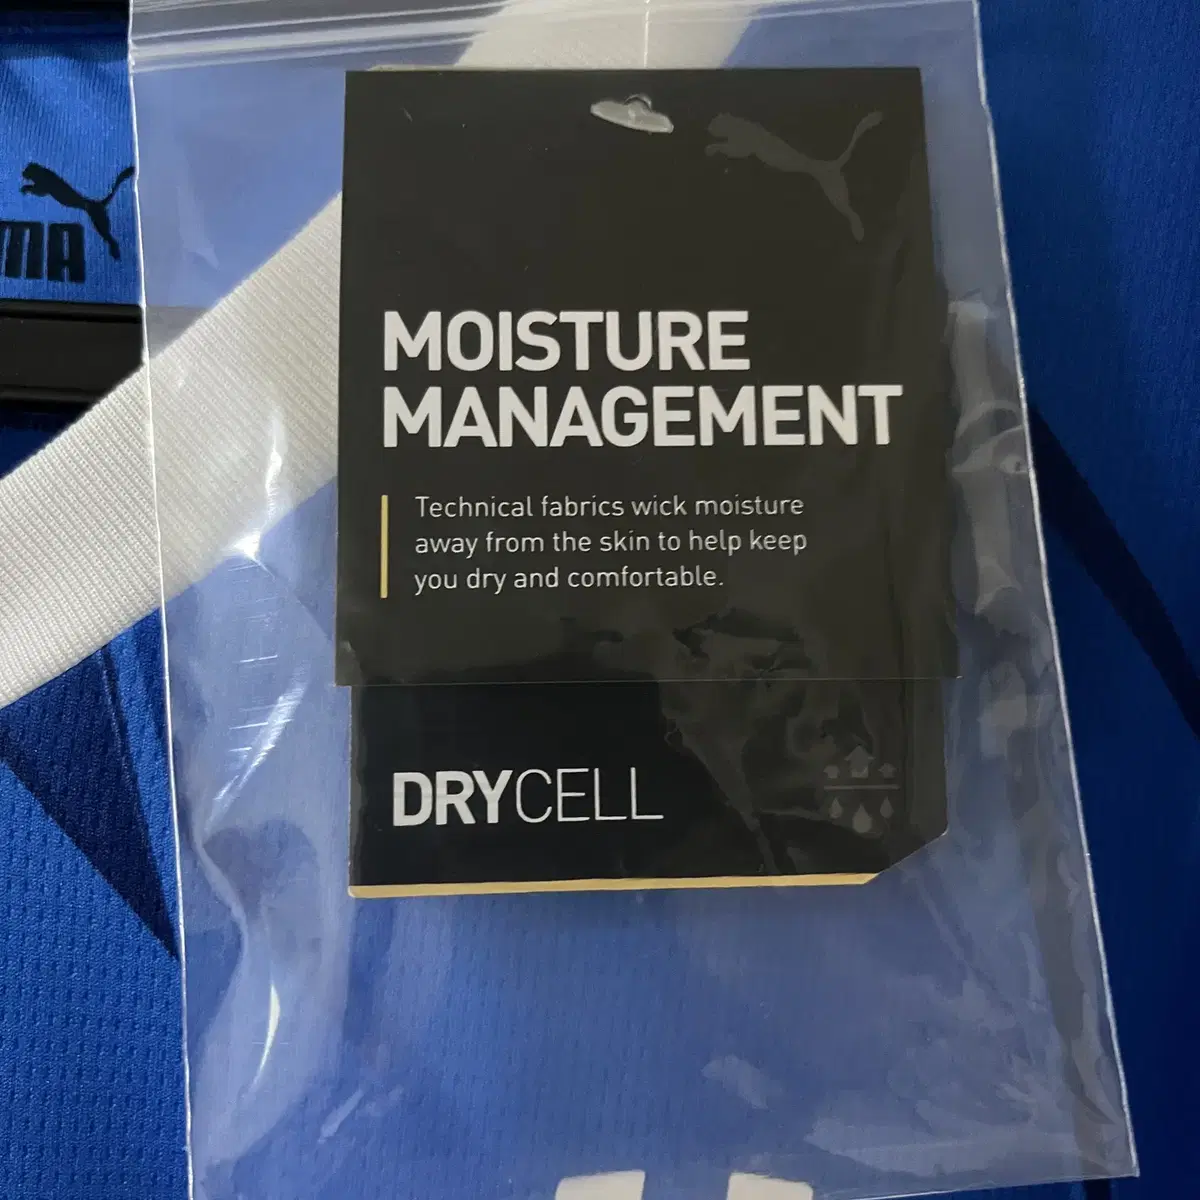 MOISTURE
MANAGEMENT
Technical fabrics wick moisture
away from the skin to help keep
you dry and comfortable.
DRYCELL